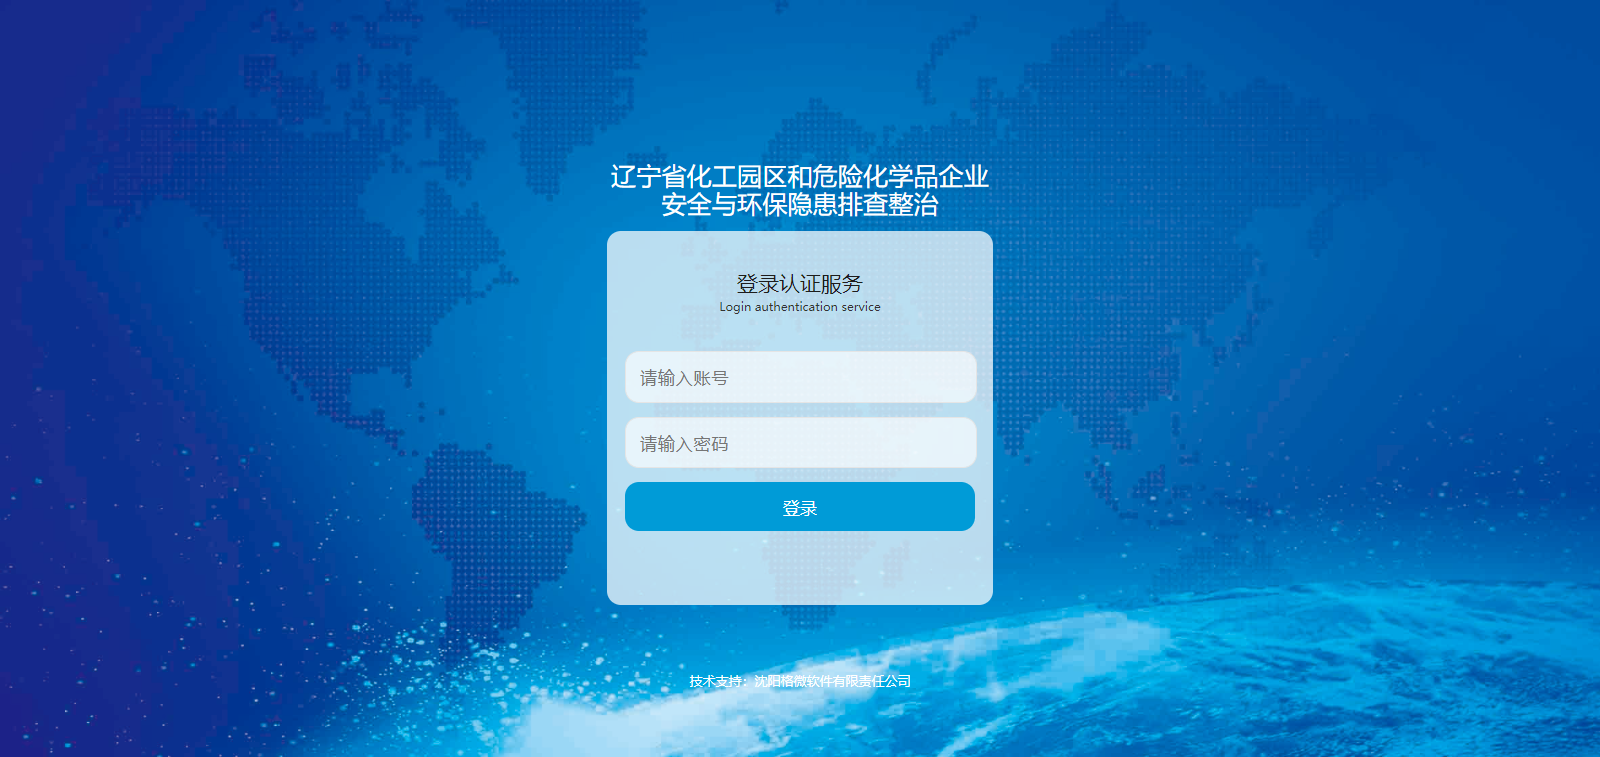 辽宁省化工园区和危险化学品企业
安全与环保隐患排查整治
登录认证服务
Login authentication service
请输入账号
请输入密码
登录
技术支持：沈阳格微软件有限责任公司